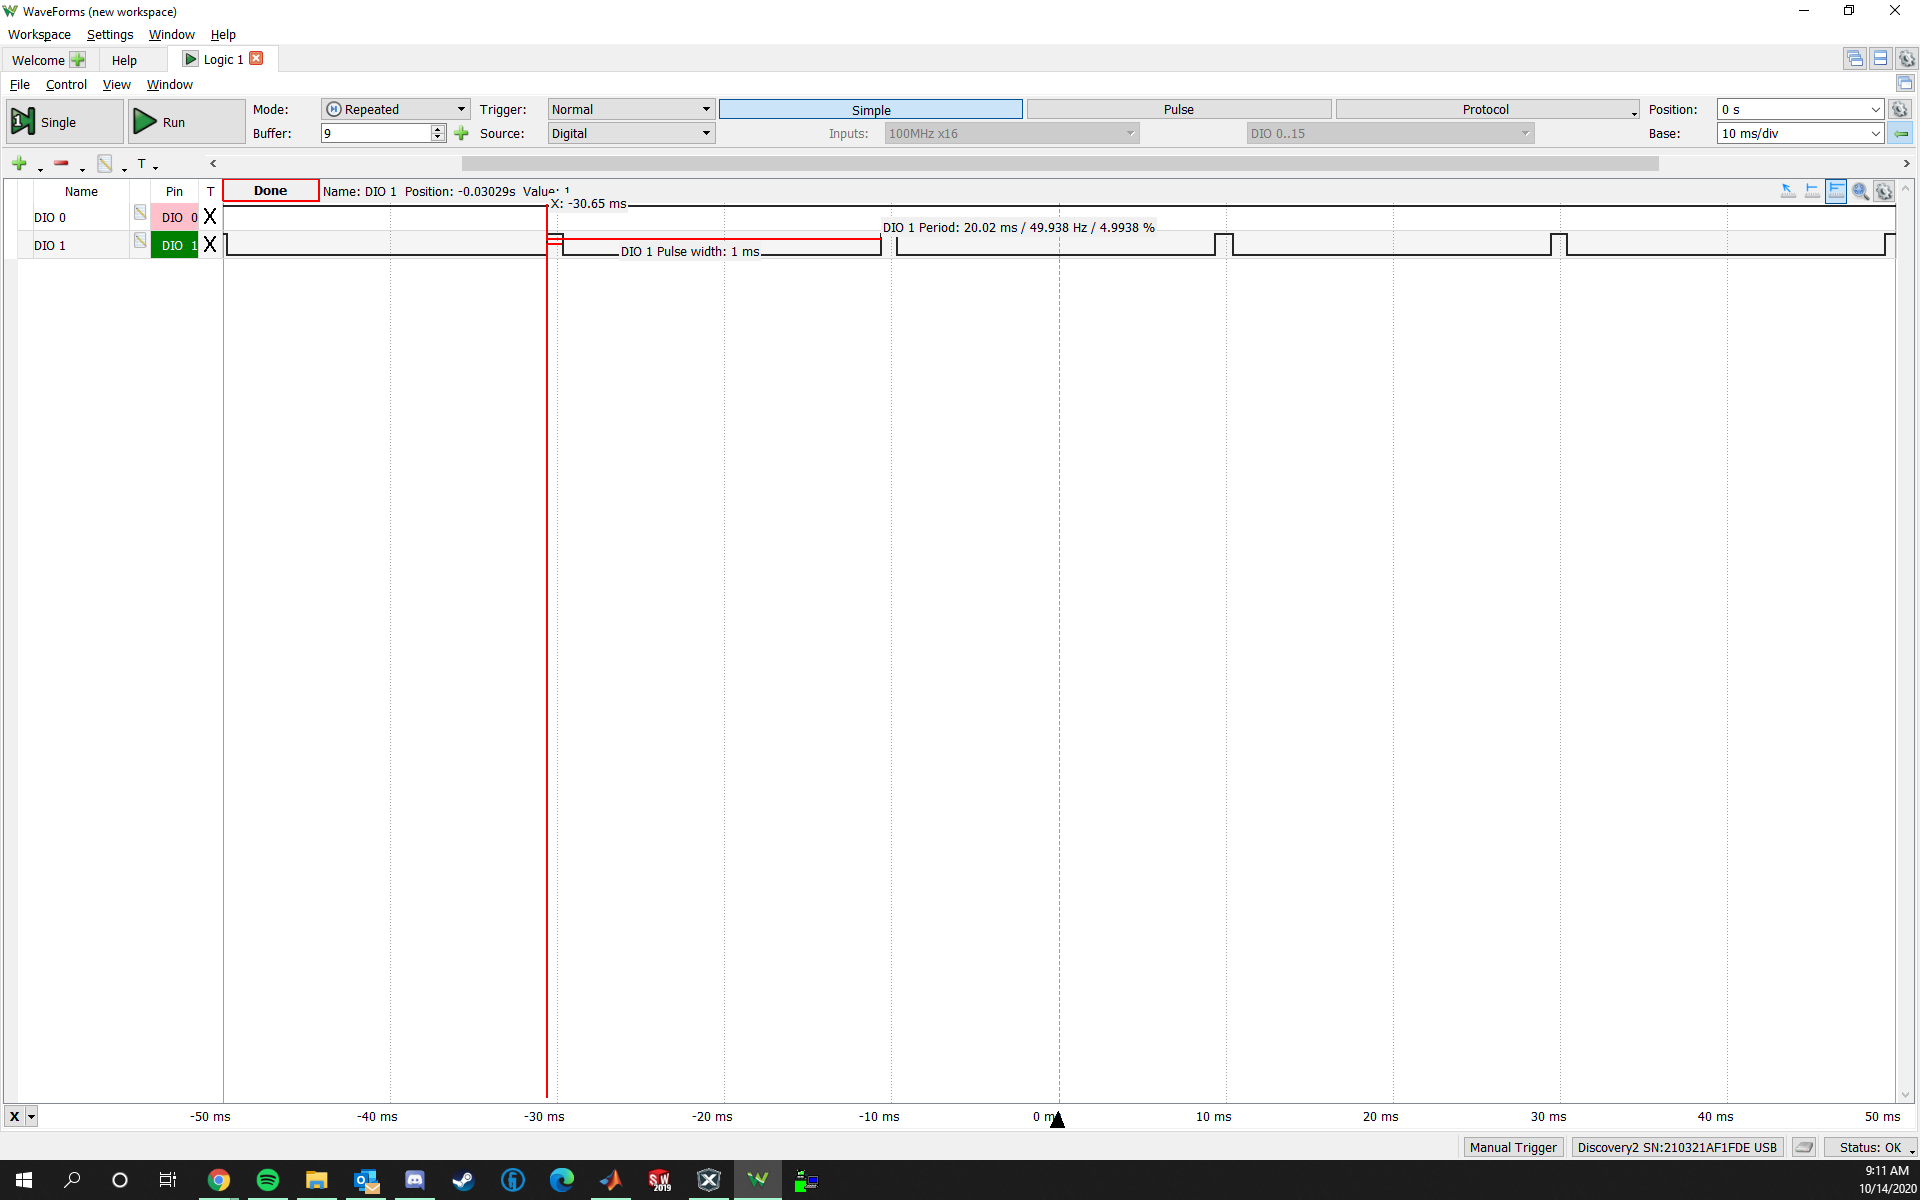 WaveForms (new workspace)
Workspace Settings Window Help
Welcome Help Logic 1
File Control View Window
Single Run Mode: Repeated Trigger: Normal Simple Pulse Protocol Position: 0 s
Buffer: 9 Source: Digital Inputs: 100MHz x16 DIO 0..15 Base: 10 ms/div
T
Name Pin T Done Name: DIO 1 Position: -0.03029s Value: 1
X: -30.65 ms
DIO 0 DIO 0 X
DIO 1 Period: 20.02 ms / 49.938 Hz / 4.9938 %
DIO 1 DIO 1 X
DIO 1 Pulse width: 1 ms
X -50 ms -40 ms -30 ms -20 ms -10 ms 0 m 10 ms 20 ms 30 ms 40 ms 50 ms
Manual Trigger Discovery2 SN:210321AF1FDE USB Status: OK
SW 2019
9:11 AM
10/14/2020